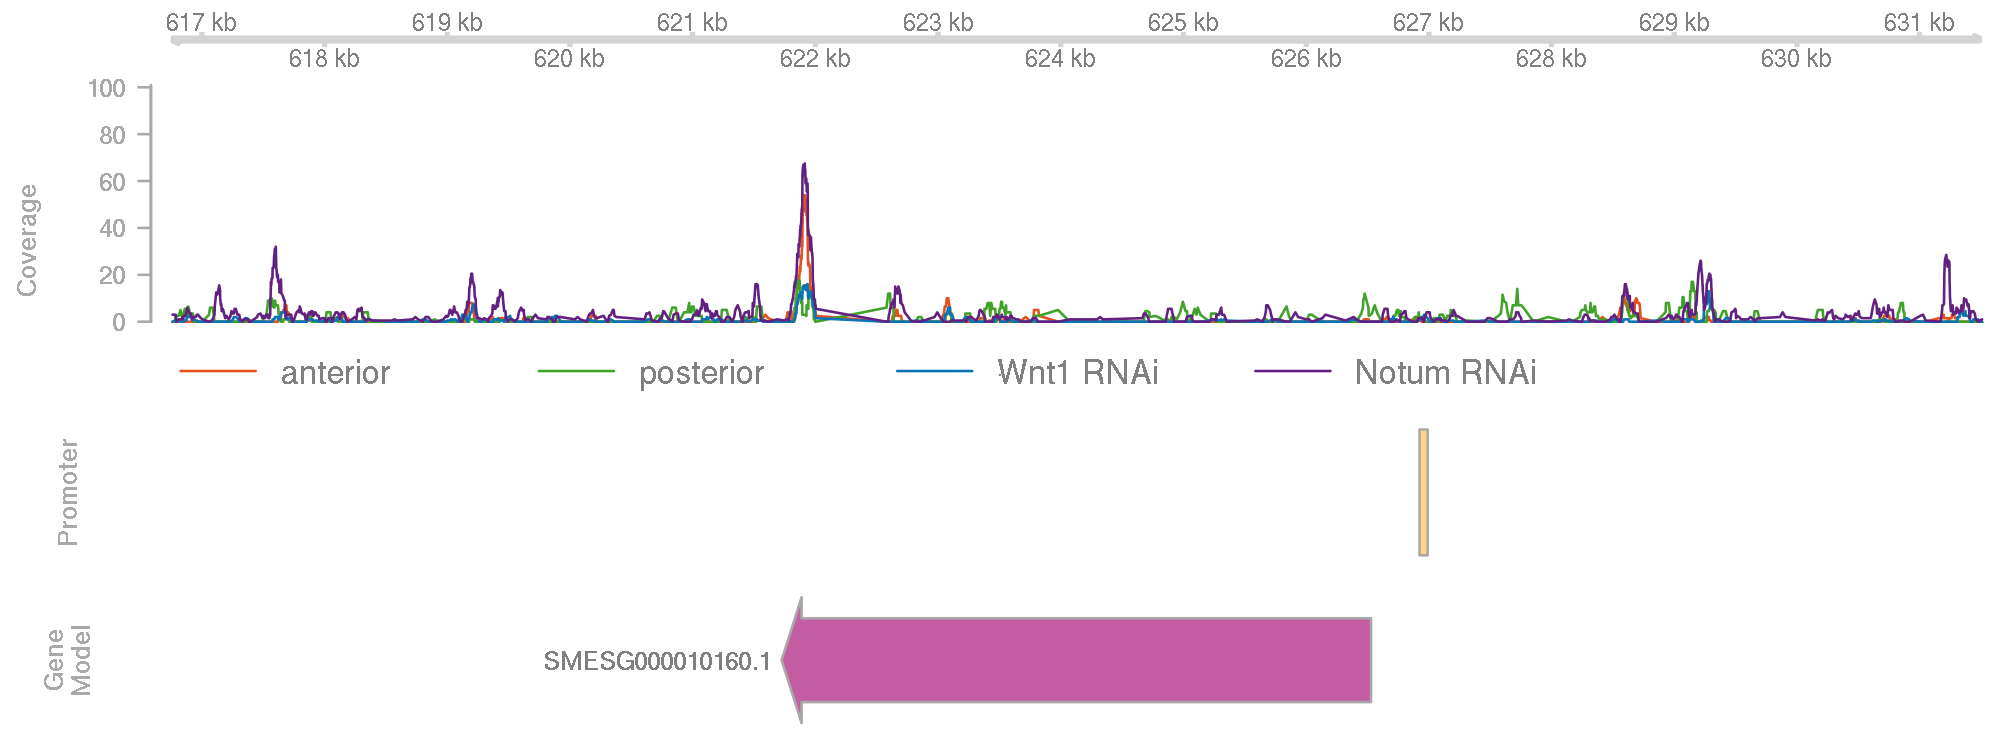 617 kb 619 kb 621 kb 623 kb 625 kb 627 kb 629 kb 631 kb
618 kb 620 kb 622 kb 624 kb 626 kb 628 kb 630 kb
100
80
60
40
20
0
Coverage
anterior posterior Wnt1 RNAi Notum RNAi
Promoter
Gene
Model
SMESG000010160.1